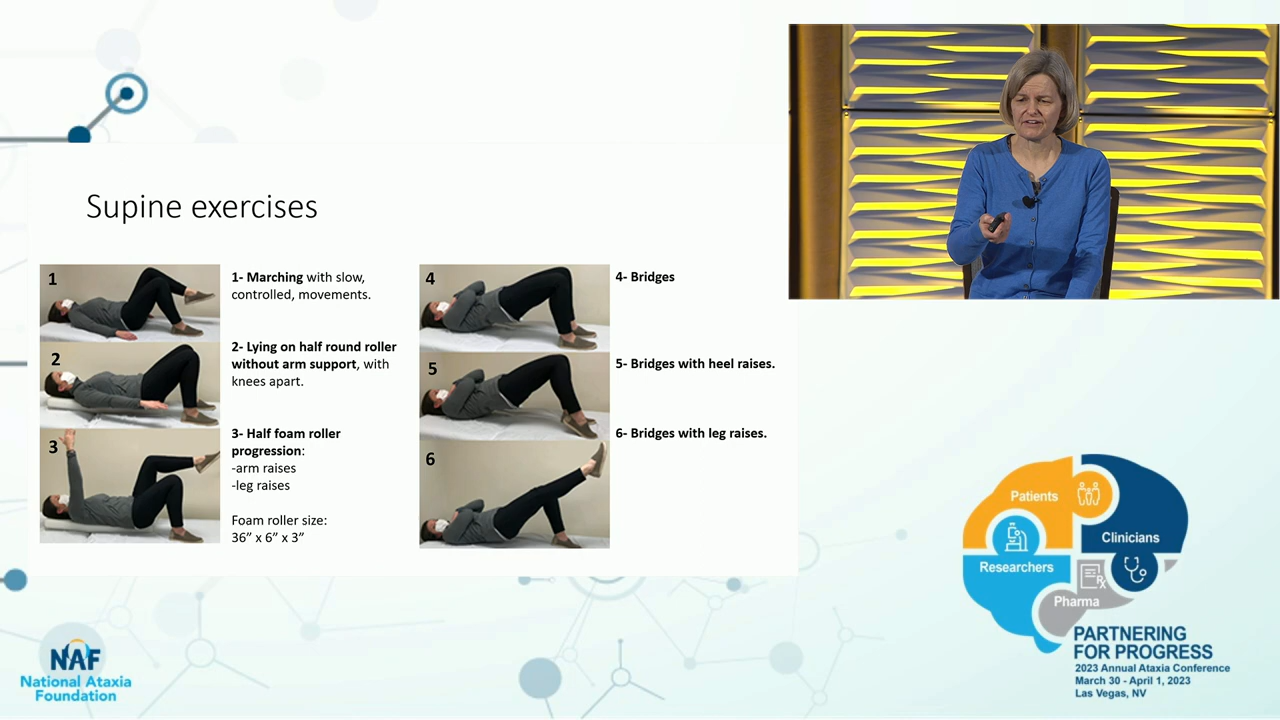 Supine exercises
1
1- Marching with slow,
controlled, movements.
2
2- Lying on half round roller
without arm support, with
knees apart.
3
3- Half foam roller
progression:
-arm raises
-leg raises
Foam roller size:
36” x 6” x 3”
4
4- Bridges
5
5- Bridges with heel raises.
6
6- Bridges with leg raises.
Patients
Clinicians
Researchers
Pharma
Rx
PARTNERING
FOR PROGRESS
2023 Annual Ataxia Conference
March 30 - April 1, 2023
Las Vegas, NV
NAF
National Ataxia
Foundation